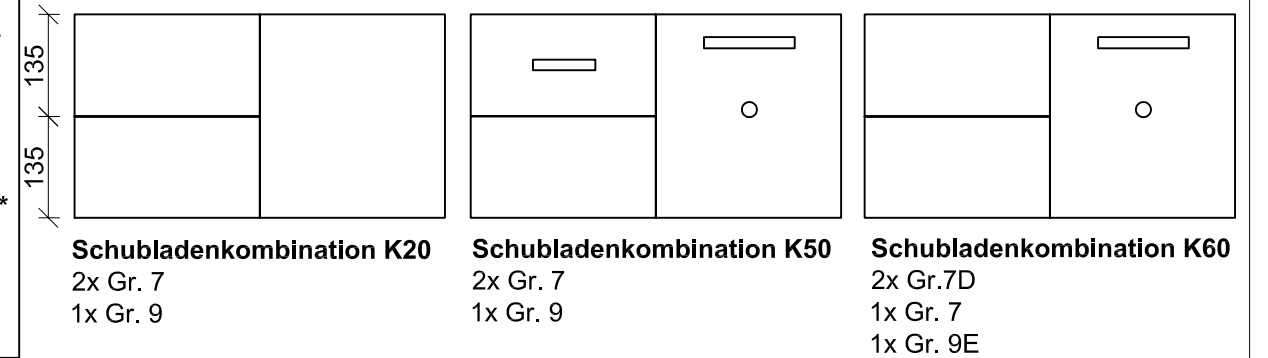 135
135
*
Schubladenkombination K20
2x Gr. 7
1x Gr. 9
Schubladenkombination K50
2x Gr. 7
1x Gr. 9
Schubladenkombination K60
2x Gr.7D
1x Gr. 7
1x Gr. 9E